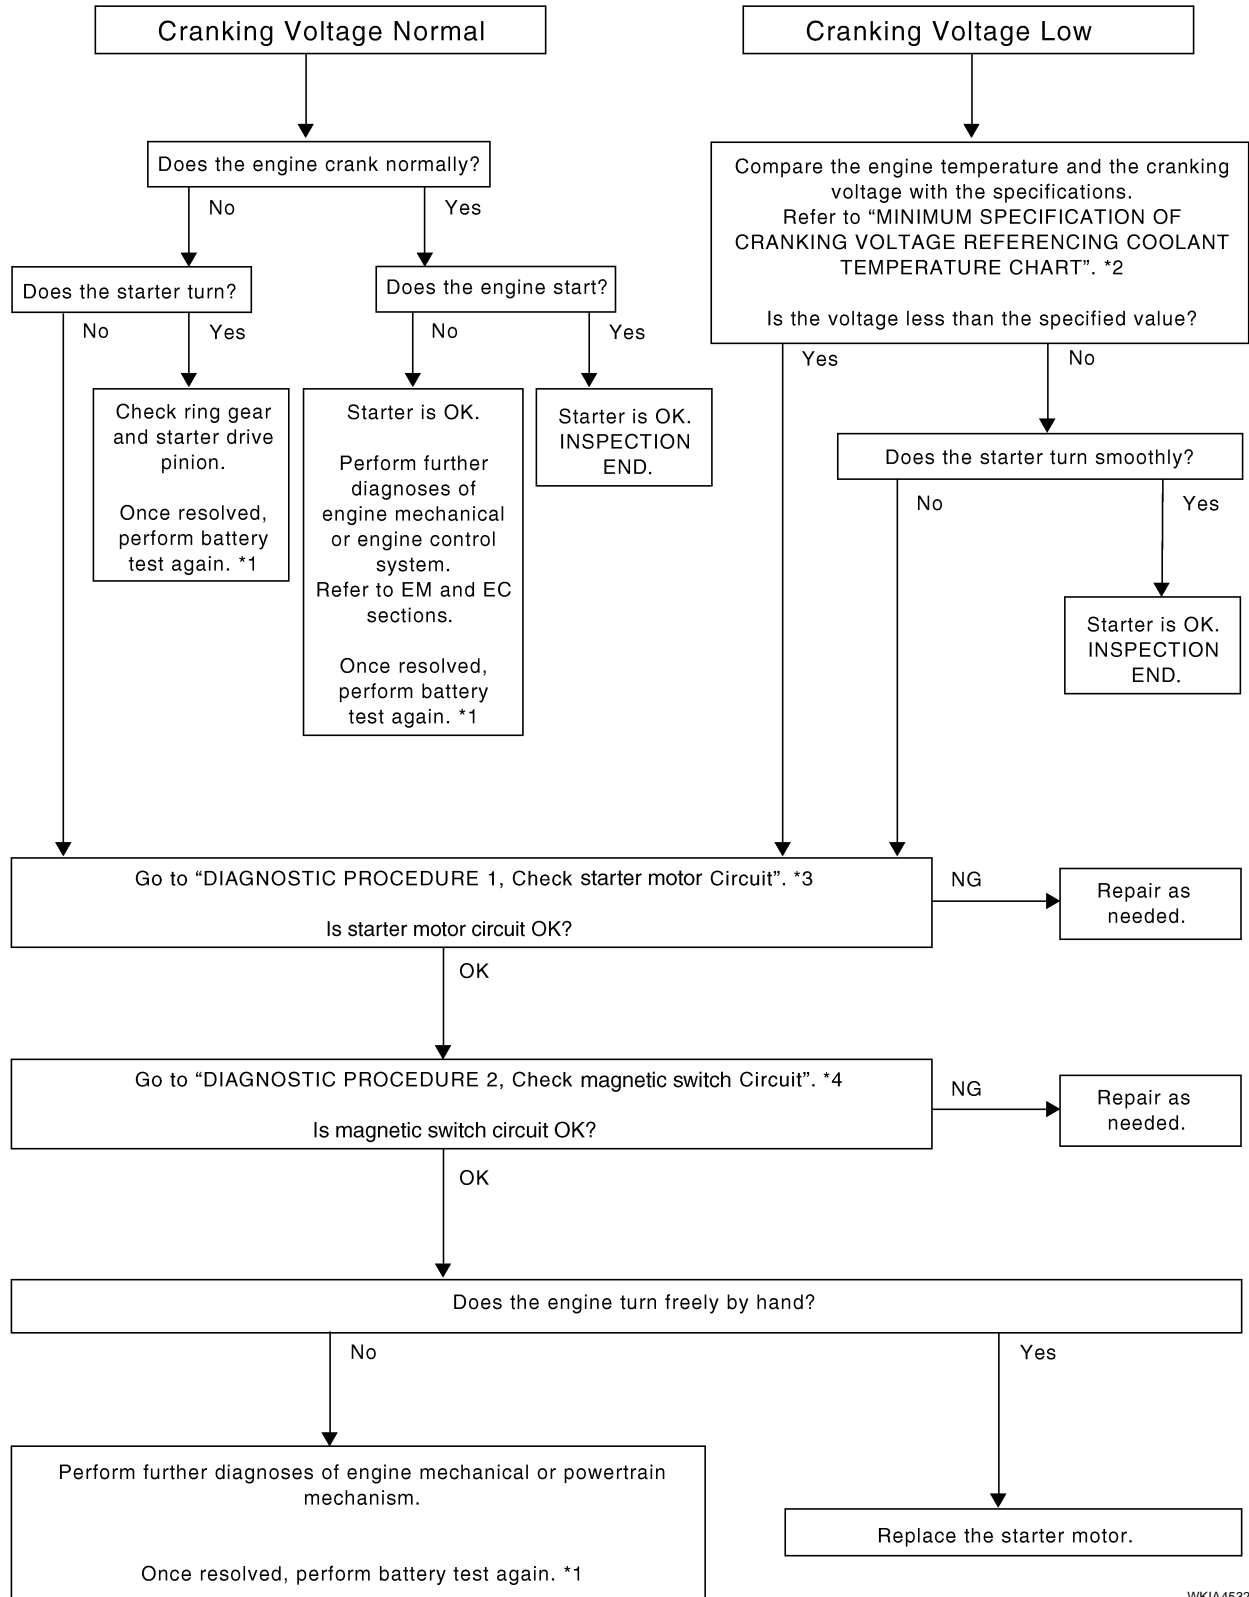 Cranking Voltage Normal
Cranking Voltage Low
Does the engine crank normally?
No
Yes
Does the starter turn?
Does the engine start?
No
Yes
No
Yes
Check ring gear
and starter drive
pinion.
Once resolved,
perform battery
test again. *1
Starter is OK.
Perform further
diagnoses of
engine mechanical
or engine control
system.
Refer to EM and EC
sections.
Once resolved,
perform battery
test again. *1
Starter is OK.
INSPECTION
END.
Compare the engine temperature and the cranking
voltage with the specifications.
Refer to “MINIMUM SPECIFICATION OF
CRANKING VOLTAGE REFERENCING COOLANT
TEMPERATURE CHART”. *2
Is the voltage less than the specified value?
Yes
No
Does the starter turn smoothly?
No
Yes
Starter is OK.
INSPECTION
END.
Go to “DIAGNOSTIC PROCEDURE 1, Check starter motor Circuit”. *3
Is starter motor circuit OK?
NG
Repair as
needed.
OK
Go to “DIAGNOSTIC PROCEDURE 2, Check magnetic switch Circuit”. *4
Is magnetic switch circuit OK?
NG
Repair as
needed.
OK
Does the engine turn freely by hand?
No
Yes
Perform further diagnoses of engine mechanical or powertrain
mechanism.
Once resolved, perform battery test again. *1
Replace the starter motor.